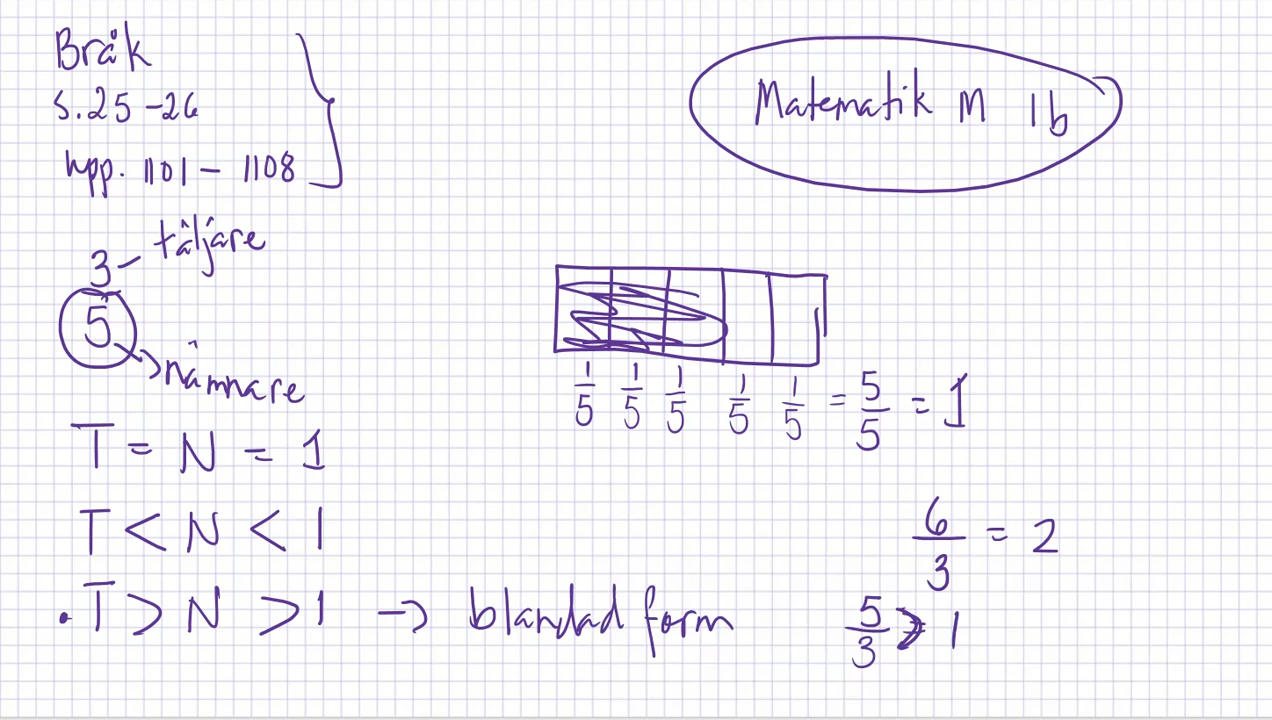 Bråk
s.25-26
upp. 1101 - 1108
Matematik M 1b
3 - täljare
5 → nämnare
1/5 1/5 1/5 1/5 1/5 = 5/5 = 1
T = N = 1
T < N < 1
. T > N > 1 → blandad form
6/3 = 2
5/3 > 1